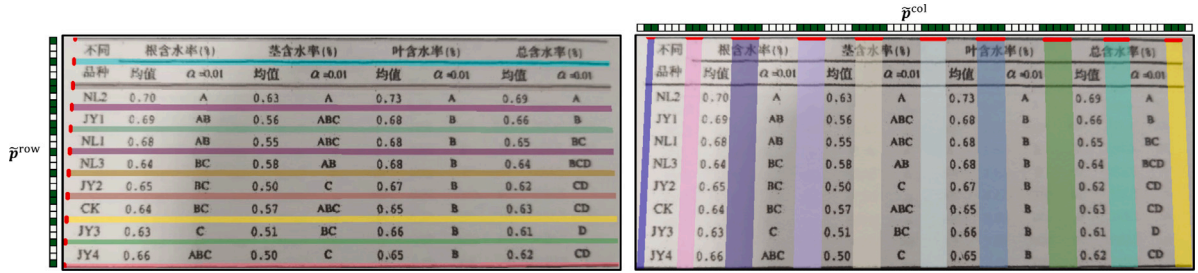 p̃^col
p̃^row
不同 根含水率(%) 茎含水率(%) 叶含水率(%) 总含水率(%)
品种 均值 α=0.01 均值 α=0.01 均值 α=0.01 均值 α=0.01
NL2 0.70 A 0.63 A 0.73 A 0.69 A
JY1 0.69 AB 0.56 ABC 0.68 B 0.66 B
NL1 0.68 AB 0.55 ABC 0.68 B 0.65 BC
NL3 0.64 BC 0.58 AB 0.68 B 0.64 BCD
JY2 0.65 BC 0.50 C 0.67 B 0.62 CD
CK 0.64 BC 0.57 ABC 0.65 B 0.63 CD
JY3 0.63 C 0.51 BC 0.66 B 0.61 D
JY4 0.66 ABC 0.50 C 0.65 B 0.62 CD
不同 根含水率(%) 茎含水率(%) 叶含水率(%) 总含水率(%)
品种 均值 α=0.01 均值 α=0.01 均值 α=0.01 均值 α=0.01
NL2 0.70 A 0.63 A 0.73 A 0.69 A
JY1 0.69 AB 0.56 ABC 0.68 B 0.66 B
NL1 0.68 AB 0.55 ABC 0.68 B 0.65 BC
NL3 0.64 BC 0.58 AB 0.68 B 0.64 BCD
JY2 0.65 BC 0.50 C 0.67 B 0.62 CD
CK 0.64 BC 0.57 ABC 0.65 B 0.63 CD
JY3 0.63 C 0.51 BC 0.66 B 0.61 D
JY4 0.66 ABC 0.50 C 0.65 B 0.62 CD